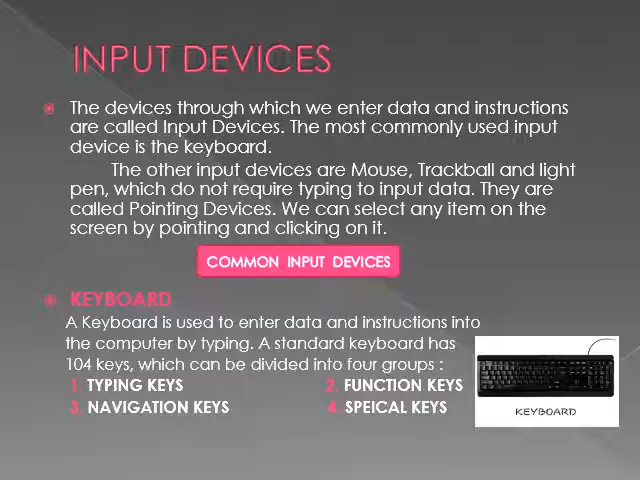 INPUT DEVICES
The devices through which we enter data and instructions
are called Input Devices. The most commonly used input
device is the keyboard.
The other input devices are Mouse, Trackball and light
pen, which do not require typing to input data. They are
called Pointing Devices. We can select any item on the
screen by pointing and clicking on it.
COMMON INPUT DEVICES
KEYBOARD
A Keyboard is used to enter data and instructions into
the computer by typing. A standard keyboard has
104 keys, which can be divided into four groups :
1. TYPING KEYS 2. FUNCTION KEYS
3. NAVIGATION KEYS 4. SPEICAL KEYS
KEYBOARD